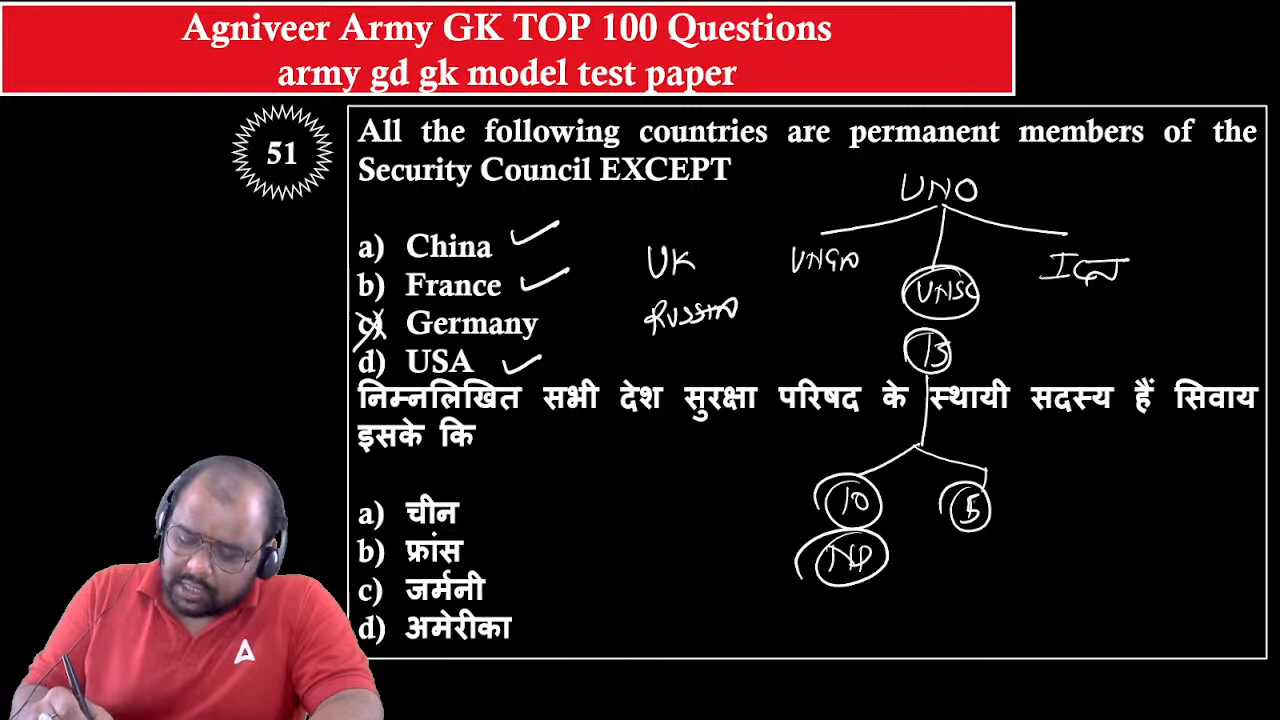 Agniveer Army GK TOP 100 Questions
army gd gk model test paper
51
All the following countries are permanent members of the
Security Council EXCEPT
a) China
b) France
c) Germany
d) USA
UK
RUSSIA
UNO
UNGA
UNSC
ICJ
15
10
5
NP
निम्नलिखित सभी देश सुरक्षा परिषद के स्थायी सदस्य हैं सिवाय
इसके कि
a) चीन
b) फ्रांस
c) जर्मनी
d) अमेरीका
A